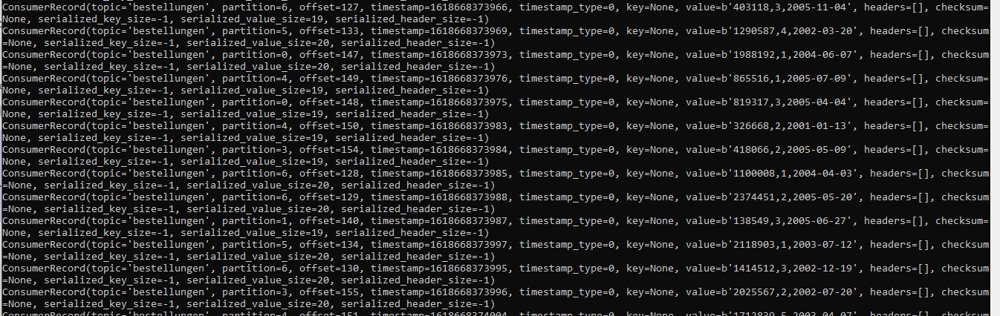 ConsumerRecord(topic='bestellungen', partition=6, offset=127, timestamp=1618668373966, timestamp_type=0, key=None, value=b'403118,3,2005-11-04', headers=[], checksum=
None, serialized_key_size=-1, serialized_value_size=19, serialized_header_size=-1)
ConsumerRecord(topic='bestellungen', partition=5, offset=133, timestamp=1618668373969, timestamp_type=0, key=None, value=b'1290587,4,2002-03-20', headers=[], checksum
=None, serialized_key_size=-1, serialized_value_size=20, serialized_header_size=-1)
ConsumerRecord(topic='bestellungen', partition=0, offset=147, timestamp=1618668373973, timestamp_type=0, key=None, value=b'1988192,1,2004-06-07', headers=[], checksum
=None, serialized_key_size=-1, serialized_value_size=20, serialized_header_size=-1)
ConsumerRecord(topic='bestellungen', partition=4, offset=149, timestamp=1618668373976, timestamp_type=0, key=None, value=b'865516,1,2005-07-09', headers=[], checksum=
None, serialized_key_size=-1, serialized_value_size=19, serialized_header_size=-1)
ConsumerRecord(topic='bestellungen', partition=0, offset=148, timestamp=1618668373975, timestamp_type=0, key=None, value=b'819317,3,2005-04-04', headers=[], checksum=
None, serialized_key_size=-1, serialized_value_size=19, serialized_header_size=-1)
ConsumerRecord(topic='bestellungen', partition=4, offset=150, timestamp=1618668373983, timestamp_type=0, key=None, value=b'326668,2,2001-01-13', headers=[], checksum=
None, serialized_key_size=-1, serialized_value_size=19, serialized_header_size=-1)
ConsumerRecord(topic='bestellungen', partition=3, offset=154, timestamp=1618668373984, timestamp_type=0, key=None, value=b'418066,2,2005-05-09', headers=[], checksum=
None, serialized_key_size=-1, serialized_value_size=19, serialized_header_size=-1)
ConsumerRecord(topic='bestellungen', partition=6, offset=128, timestamp=1618668373985, timestamp_type=0, key=None, value=b'1100008,1,2004-04-03', headers=[], checksum
=None, serialized_key_size=-1, serialized_value_size=20, serialized_header_size=-1)
ConsumerRecord(topic='bestellungen', partition=6, offset=129, timestamp=1618668373988, timestamp_type=0, key=None, value=b'2374451,2,2005-05-20', headers=[], checksum
=None, serialized_key_size=-1, serialized_value_size=20, serialized_header_size=-1)
ConsumerRecord(topic='bestellungen', partition=1, offset=140, timestamp=1618668373987, timestamp_type=0, key=None, value=b'138549,3,2005-06-27', headers=[], checksum=
None, serialized_key_size=-1, serialized_value_size=19, serialized_header_size=-1)
ConsumerRecord(topic='bestellungen', partition=5, offset=134, timestamp=1618668373997, timestamp_type=0, key=None, value=b'2118903,1,2003-07-12', headers=[], checksum
=None, serialized_key_size=-1, serialized_value_size=20, serialized_header_size=-1)
ConsumerRecord(topic='bestellungen', partition=6, offset=130, timestamp=1618668373995, timestamp_type=0, key=None, value=b'1414512,3,2002-12-19', headers=[], checksum
=None, serialized_key_size=-1, serialized_value_size=20, serialized_header_size=-1)
ConsumerRecord(topic='bestellungen', partition=3, offset=155, timestamp=1618668373996, timestamp_type=0, key=None, value=b'2025567,2,2002-07-20', headers=[], checksum
=None, serialized_key_size=-1, serialized_value_size=20, serialized_header_size=-1)
ConsumerRecord(topic='bestellungen', partition=4, offset=151, timestamp=1618668374004, timestamp_type=0, key=None, value=b'1712839,5,2003-04-07', headers=[], checksum